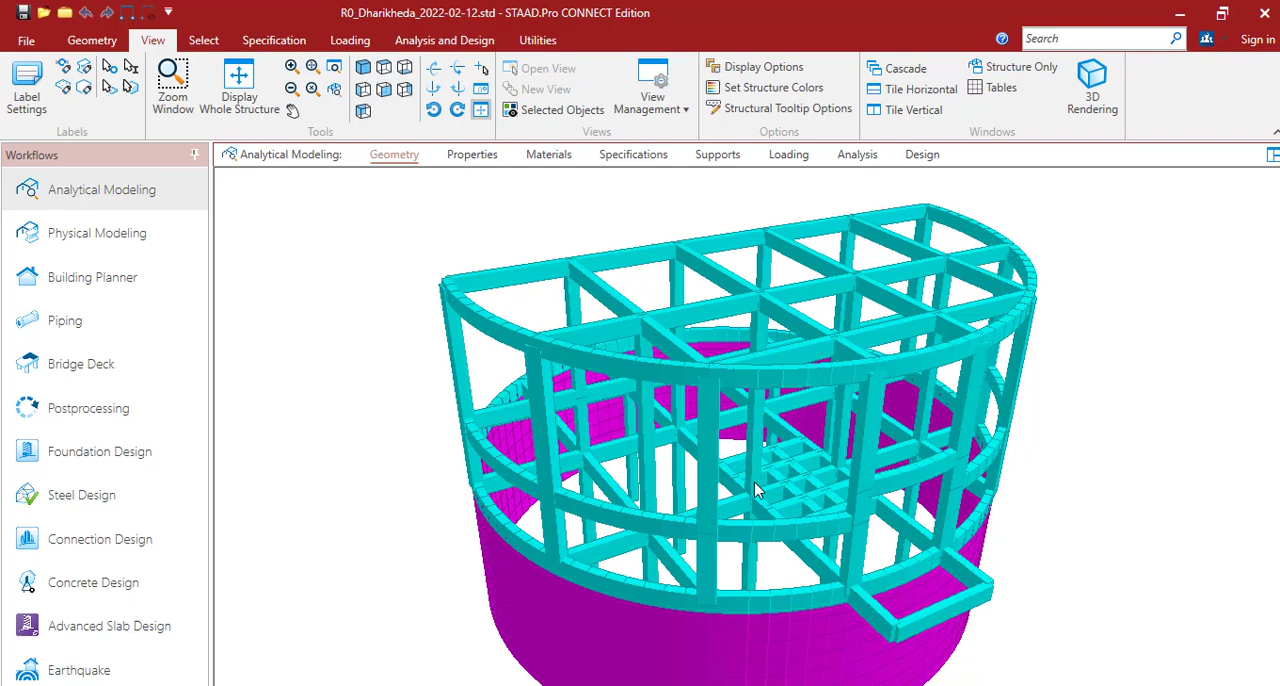 R0_Dharikheda_2022-02-12.std - STAAD.Pro CONNECT Edition
File Geometry View Select Specification Loading Analysis and Design Utilities Search Sign in
Label Settings
Labels
Zoom Window
Display Whole Structure
Tools
Open View
New View
Selected Objects
View Management
Views
Display Options
Set Structure Colors
Structural Tooltip Options
Options
Cascade
Tile Horizontal
Tile Vertical
Structure Only
Tables
3D Rendering
Windows
Workflows
Analytical Modeling: Geometry Properties Materials Specifications Supports Loading Analysis Design
Analytical Modeling
Physical Modeling
Building Planner
Piping
Bridge Deck
Postprocessing
Foundation Design
Steel Design
Connection Design
Concrete Design
Advanced Slab Design
Earthquake